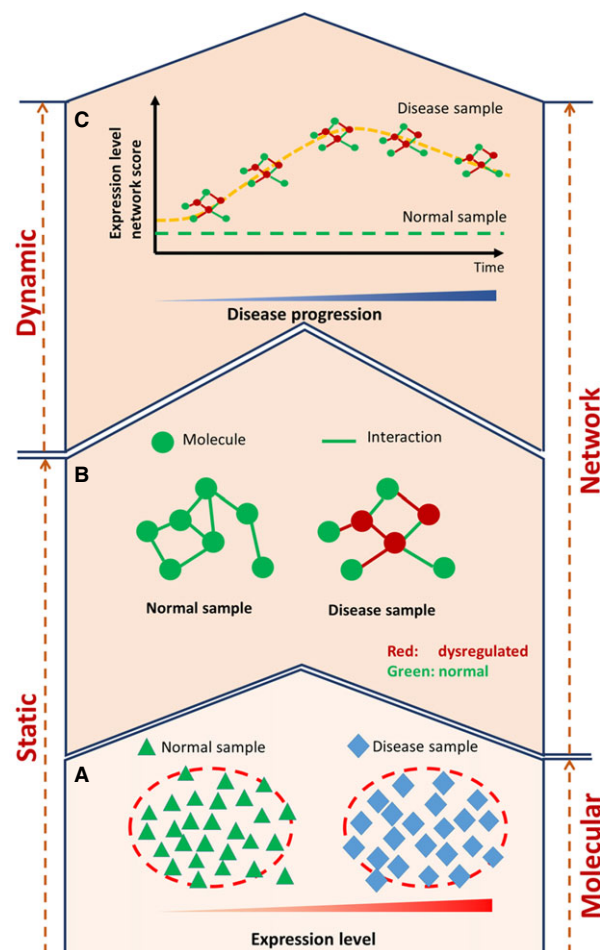 C
Disease sample
Expression level
network score
Normal sample
Time
Disease progression
Dynamic
Network
Molecule
Interaction
B
Normal sample
Disease sample
Red: dysregulated
Green: normal
Static
Normal sample
Disease sample
A
Molecular
Expression level